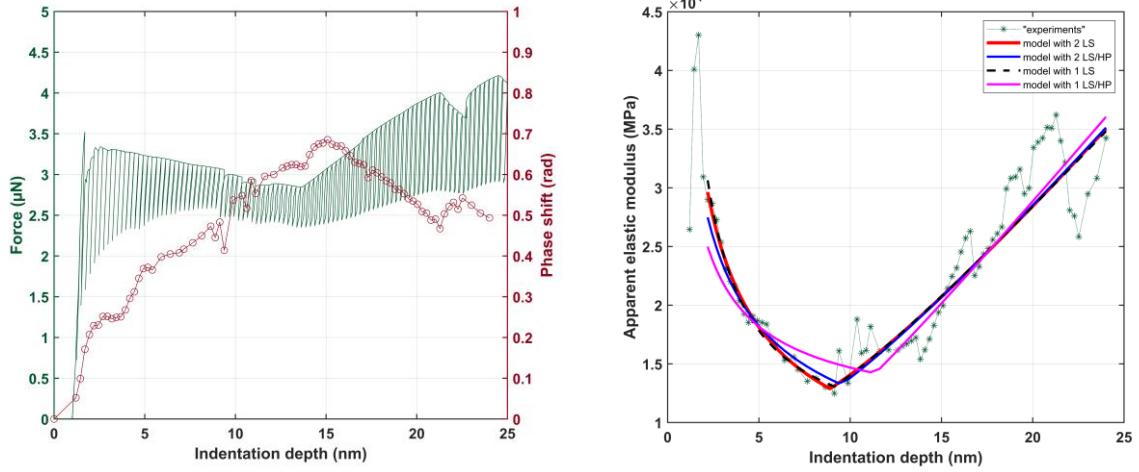 5
4.5
4
3.5
3
2.5
2
1.5
1
0.5
0
Force (µN)
1
0.9
0.8
0.7
0.6
0.5
0.4
0.3
0.2
0.1
0
Phase shift (rad)
0 5 10 15 20 25
Indentation depth (nm)
4.5
4
3.5
3
2.5
2
1.5
1
Apparent elastic modulus (MPa)
"experiments"
model with 2 LS
model with 2 LS/HP
model with 1 LS
model with 1 LS/HP
0 5 10 15 20 25
Indentation depth (nm)